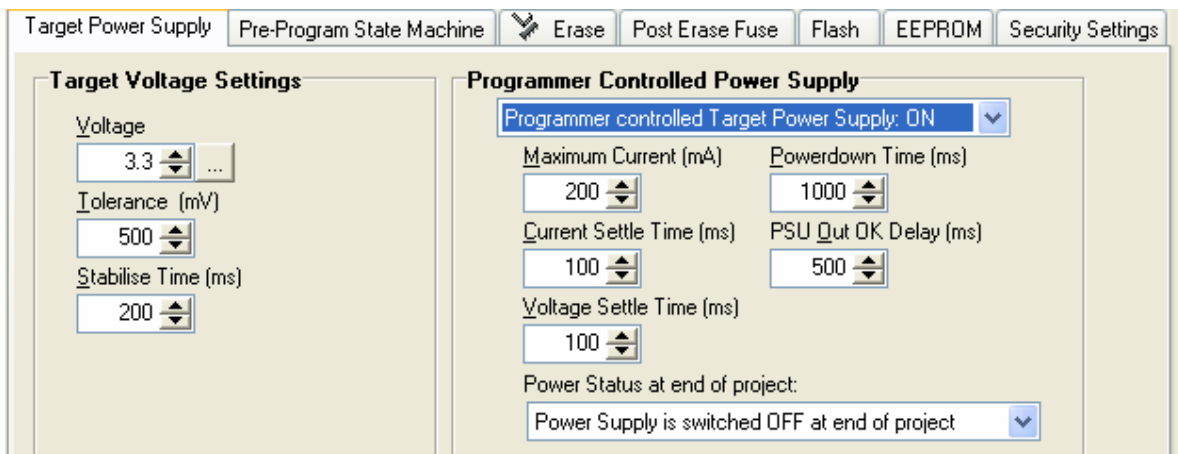 Target Power Supply Pre-Program State Machine Erase Post Erase Fuse Flash EEPROM Security Settings
Target Voltage Settings
Voltage
3.3 ...
Tolerance (mV)
500
Stabilise Time (ms)
200
Programmer Controlled Power Supply
Programmer controlled Target Power Supply: ON
Maximum Current (mA) Powerdown Time (ms)
200 1000
Current Settle Time (ms) PSU Out OK Delay (ms)
100 500
Voltage Settle Time (ms)
100
Power Status at end of project:
Power Supply is switched OFF at end of project